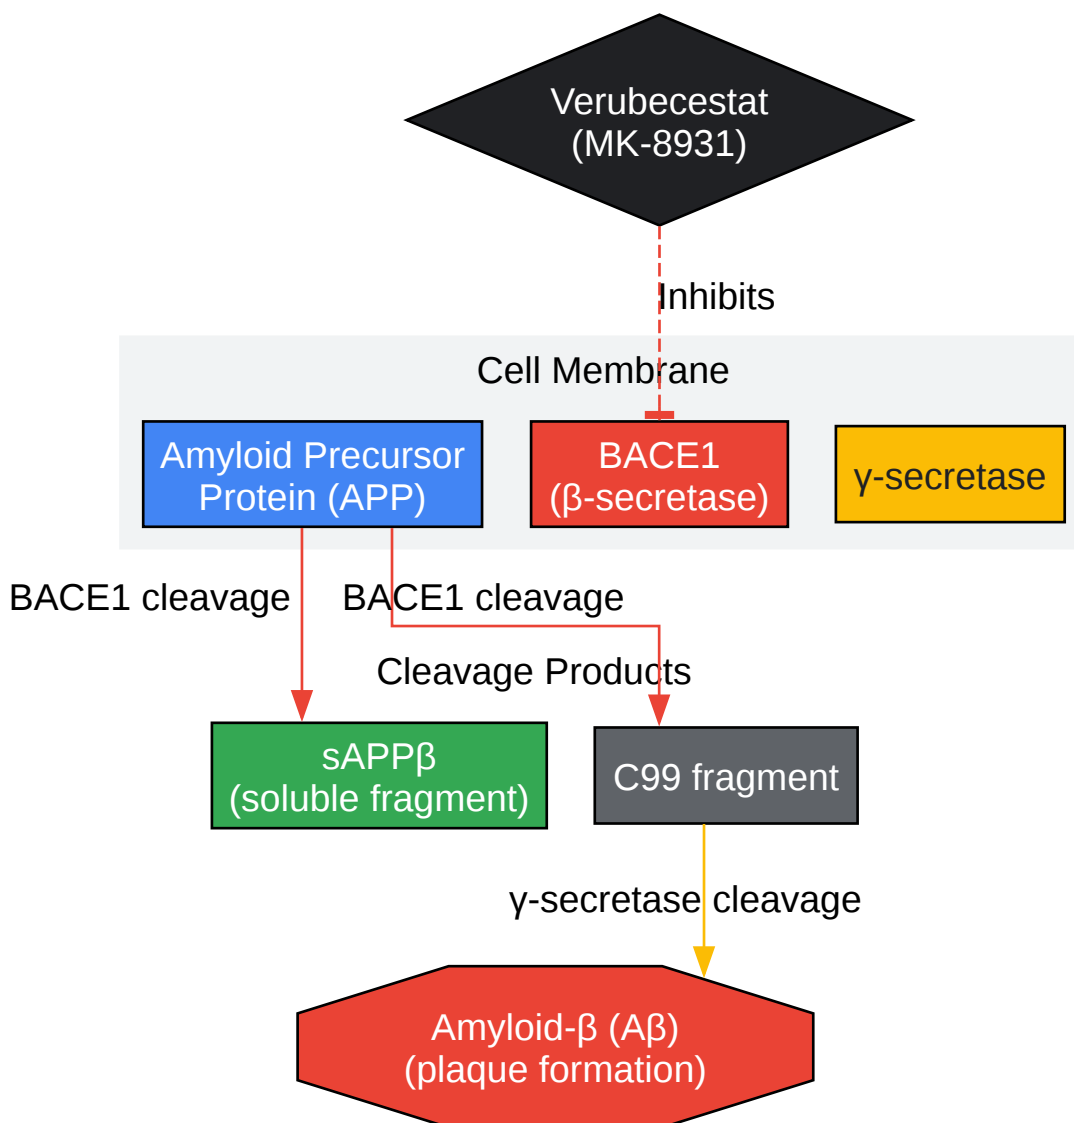 Verubecestat
(MK-8931)
Inhibits
Cell Membrane
Amyloid Precursor
Protein (APP)
BACE1
(β-secretase)
γ-secretase
BACE1 cleavage
BACE1 cleavage
Cleavage Products
sAPPβ
(soluble fragment)
C99 fragment
γ-secretase cleavage
Amyloid-β (Aβ)
(plaque formation)